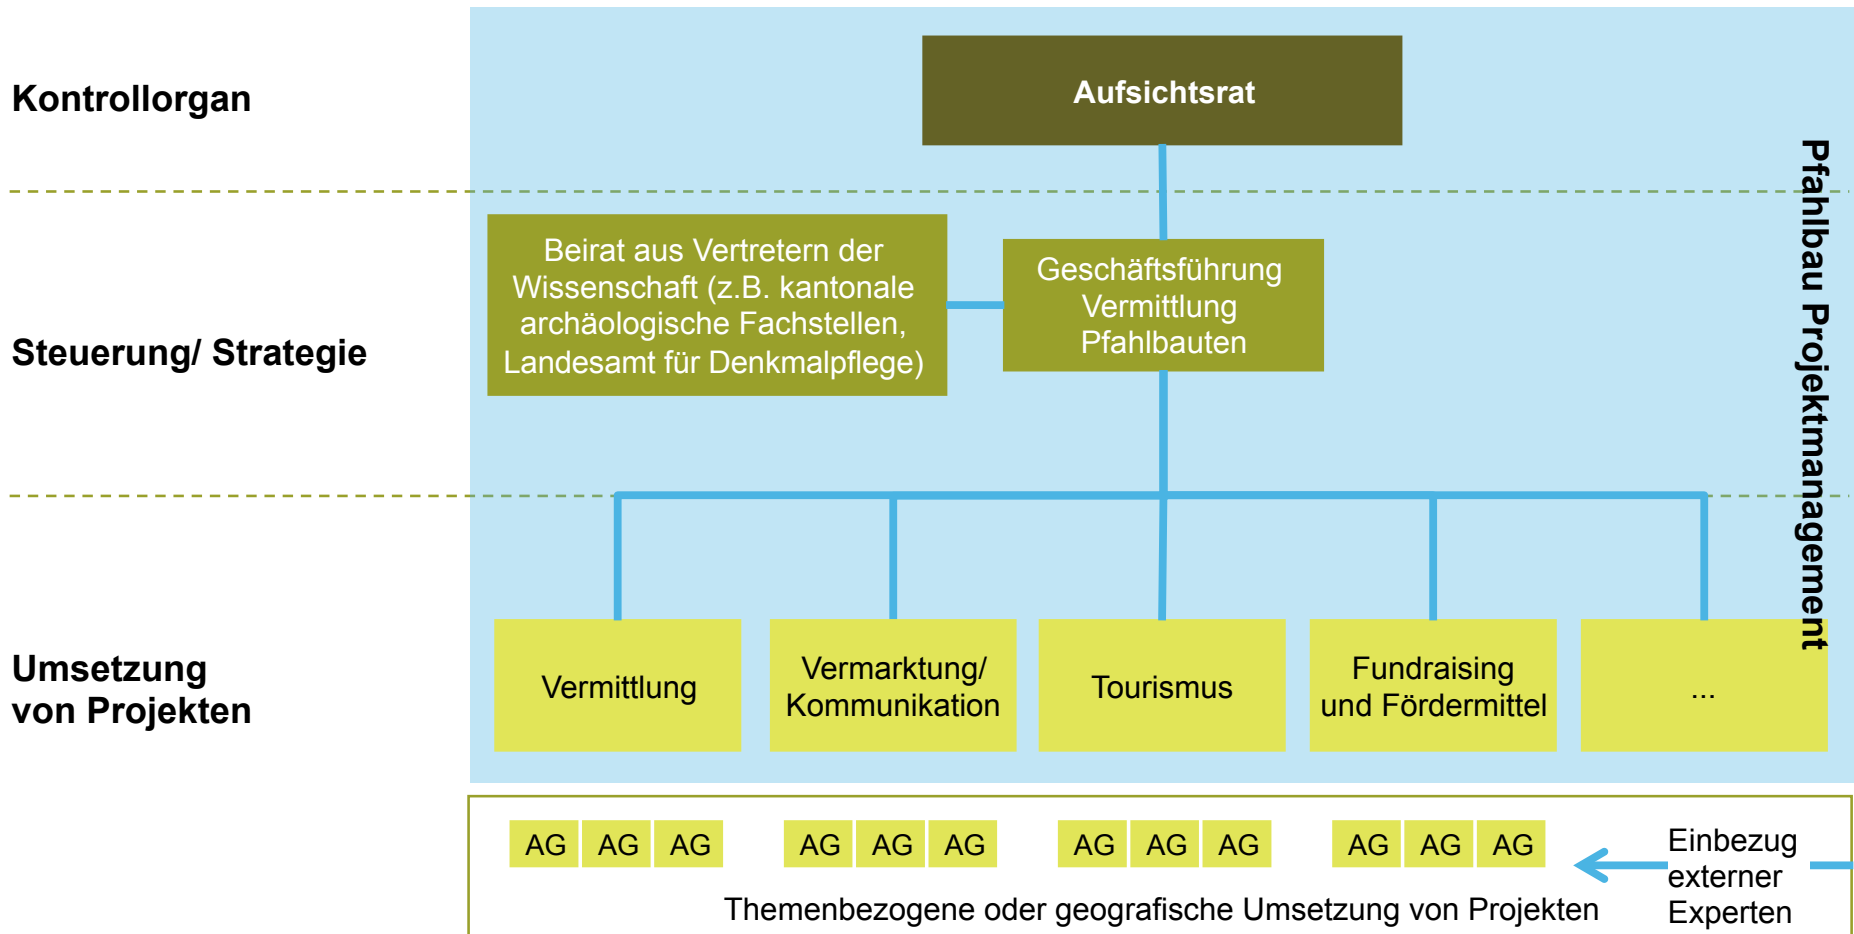 Kontrollorgan
Aufsichtsrat
Pfahlbau Projektmanagement
Steuerung/ Strategie
Beirat aus Vertretern der
Wissenschaft (z.B. kantonale
archäologische Fachstellen,
Landesamt für Denkmalpflege)
Geschäftsführung
Vermittlung
Pfahlbauten
Umsetzung
von Projekten
Vermittlung
Vermarktung/
Kommunikation
Tourismus
Fundraising
und Fördermittel
...
AG AG AG AG AG AG AG AG AG AG AG AG
Einbezug
externer
Experten
Themenbezogene oder geografische Umsetzung von Projekten